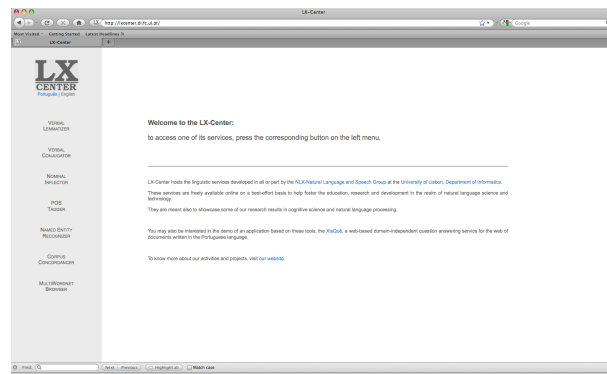 LX-Center
http://lxcenter.di.fc.ul.pt/
Google
Most Visited Getting Started Latest Headlines
LX-Center
LX
CENTER
Português | English
VERBAL
LEMMATIZER
VERBAL
CONJUGATOR
NOMINAL
INFLECTOR
POS
TAGGER
NAMED ENTITY
RECOGNIZER
CORPUS
CONCORDANCER
MULTIWORDNET
BROWSER
Welcome to the LX-Center:
to access one of its services, press the corresponding button on the left menu.
LX-Center hosts the linguistic services developed in all or part by the NLX-Natural Language and Speech Group at the University of Lisbon, Department of Informatics.
These services are freely available online on a best-effort basis to help foster the education, research and development in the realm of natural language science and
technology.
They are meant also to showcase some of our research results in cognitive science and natural language processing.
You may also be interested in the demo of an application based on these tools, the XisQuê, a web-based domain-independent question answering service for the web of
documents written in the Portuguese language.
To know more about our activities and projects, visit our website.
Find: Next Previous Highlight all Match case